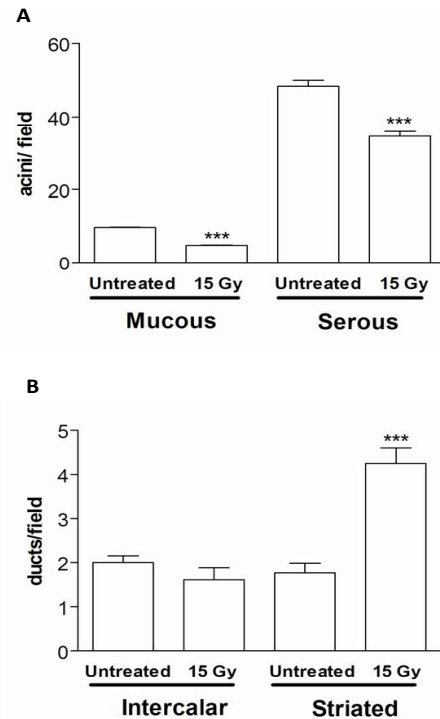 A
60
40
20
0
acini/ field
***
***
Untreated 15 Gy Untreated 15 Gy
Mucous Serous
B
5
4
3
2
1
0
ducts/field
***
Untreated 15 Gy Untreated 15 Gy
Intercalar Striated